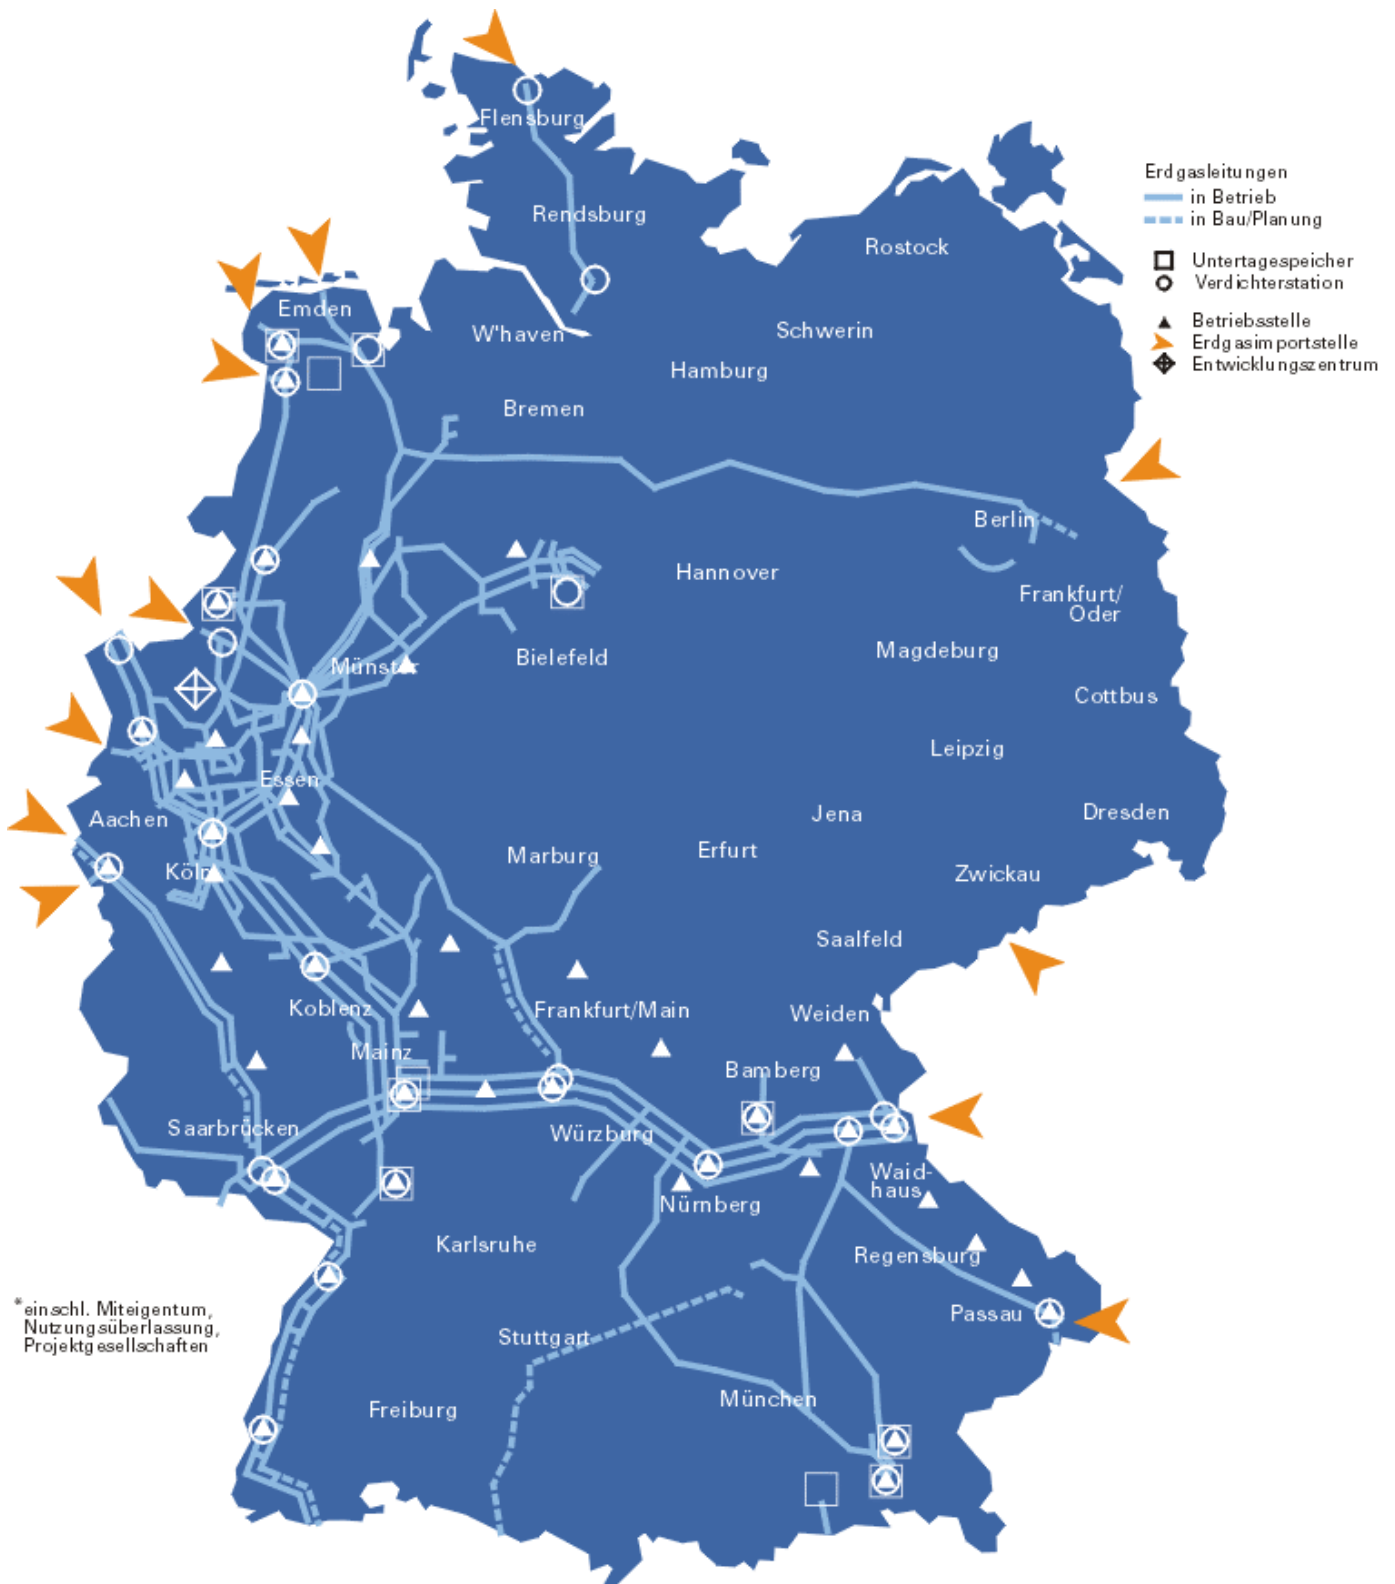 Flensburg
Erdgasleitungen
in Betrieb
in Bau/Planung
Rendsburg
Rostock
Untertagespeicher
Verdichterstation
Emden
Betriebsstelle
W'haven
Schwerin
Erdgasimportstelle
Entwicklungszentrum
Hamburg
Bremen
Berlin
Hannover
Frankfurt/
Oder
Münster
Bielefeld
Magdeburg
Cottbus
Leipzig
Essen
Aachen
Jena
Dresden
Marburg
Erfurt
Köln
Zwickau
Saalfeld
Koblenz
Frankfurt/Main
Weiden
Mainz
Bamberg
Saarbrücken
Würzburg
Waid-
haus
Nürnberg
Karlsruhe
Regensburg
*einschl. Miteigentum,
Nutzungsüberlassung,
Projektgesellschaften
Passau
Stuttgart
München
Freiburg